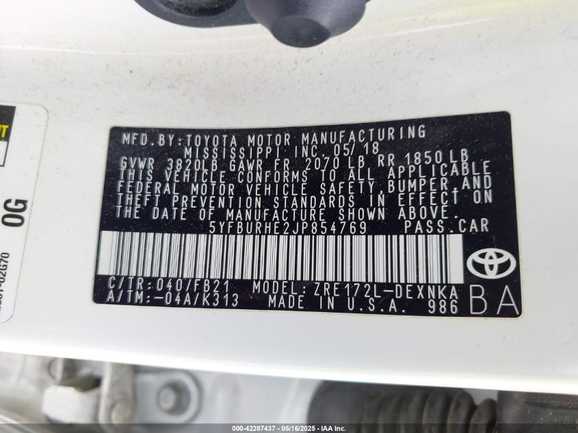 MFD.BY:TOYOTA MOTOR MANUFACTURING
MISSISSIPPI, INC.05/18
GVWR 3820LB GAWR FR 2070 LB RR 1850 LB
THIS VEHICLE CONFORMS TO ALL APPLICABLE
FEDERAL MOTOR VEHICLE SAFETY,BUMPER,AND
THEFT PREVENTION STANDARDS IN EFFECT ON
THE DATE OF MANUFACTURE SHOWN ABOVE.
5YFBURHE2JP854769 PASS.CAR
C/TR: 040/FB21 MODEL: ZRE172L-DEXNKA
A/TM:-04A/K313 MADE IN U.S.A. 986
BA
0G
000-42287437 - 05/16/2025 - IAA Inc.